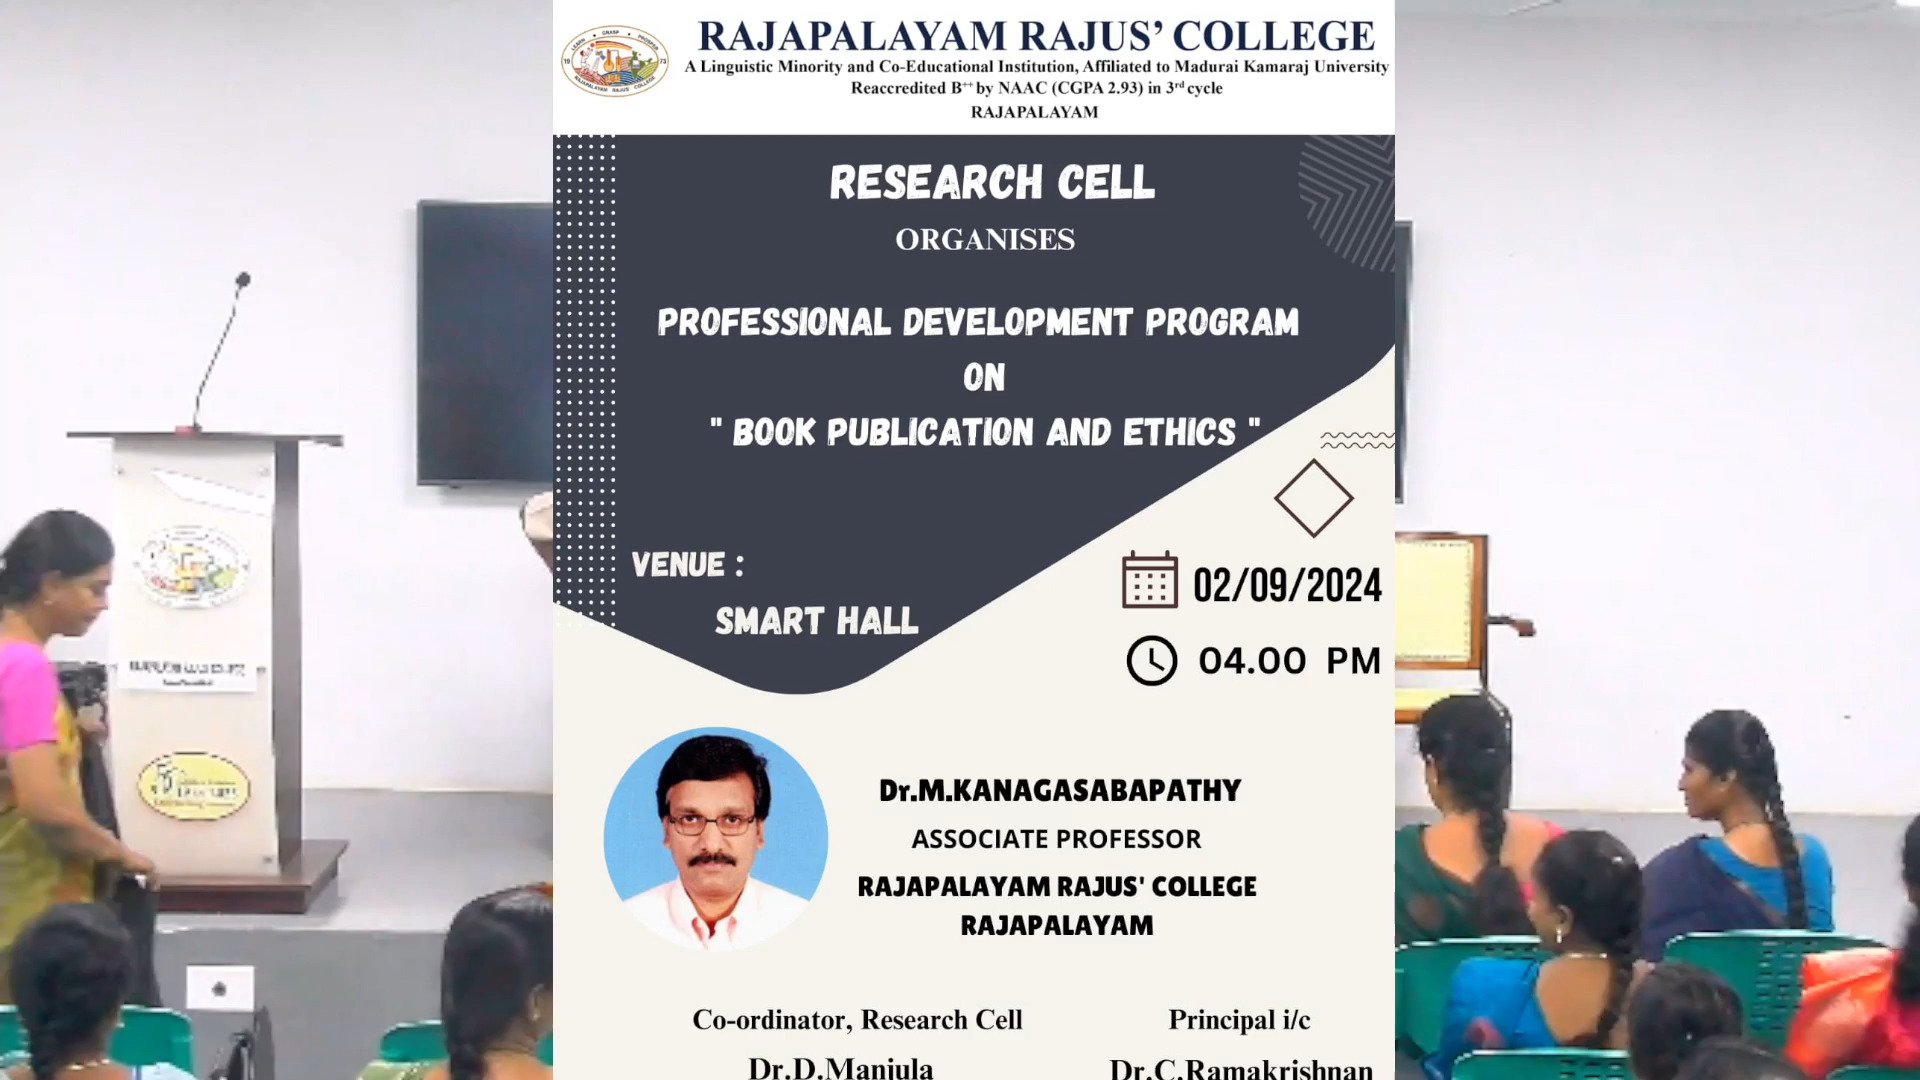 RAJAPALAYAM RAJUS' COLLEGE
A Linguistic Minority and Co-Educational Institution, Affiliated to Madurai Kamaraj University
Reaccredited B++ by NAAC (CGPA 2.93) in 3rd cycle
RAJAPALAYAM
RESEARCH CELL
ORGANISES
PROFESSIONAL DEVELOPMENT PROGRAM
ON
" BOOK PUBLICATION AND ETHICS "
VENUE :
SMART HALL
02/09/2024
04.00 PM
Dr.M.KANAGASABAPATHY
ASSOCIATE PROFESSOR
RAJAPALAYAM RAJUS' COLLEGE
RAJAPALAYAM
Co-ordinator, Research Cell
Principal i/c
Dr.D.Manjula
Dr.C.Ramakrishnan